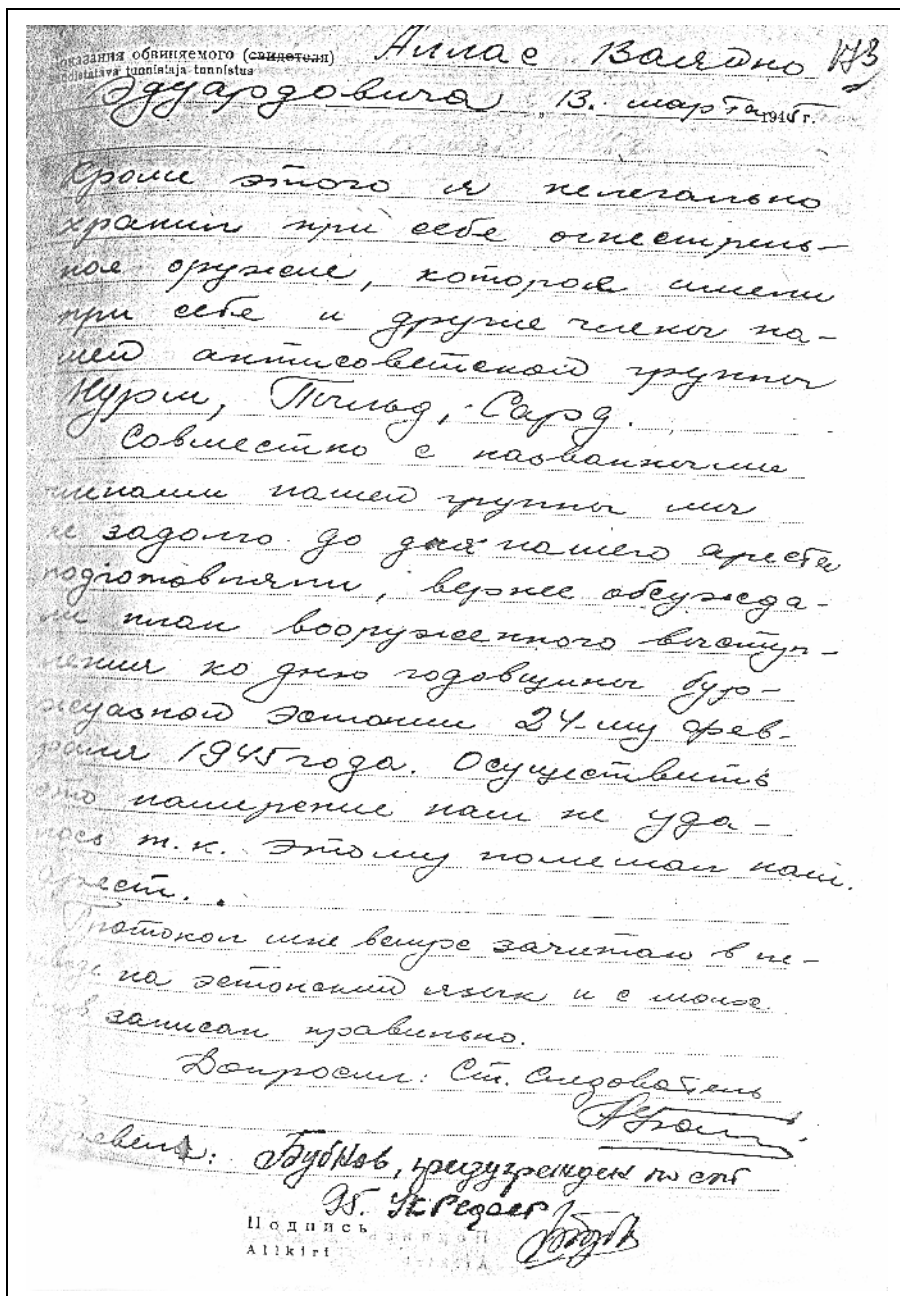 Показания обвиняемого (свидетеля) Аллас Вальяно 173
tunnistaja tunnistus
Эдуардовича „13. марта 1945 г.
Кроме этого я нелегально
хранил при себе огнестрель-
ное оружие, которое имели
при себе и другие члены на-
шей антисоветской группы
Нурм, Тыльд, Сард.
Совместно с названными
членами нашей группы мы
не задолго до дня нашего ареста
подготовляли, вернее обсужда-
ли план вооруженного выступ-
ления ко дню годовщины бур-
жуазной Эстонии 24-му фев-
раля 1945 года. Осуществить
это намерение нам не уда-
лось т.к. этому помешал наш
арест.
Протокол мне вслух зачитан в пе-
реводе на эстонский язык и с моих
слов записан правильно.
Допросил: Ст. Следователь
Перевел: Бубнов, предупрежден по ст
95. УК РСФСР
Подпись
Allkiri